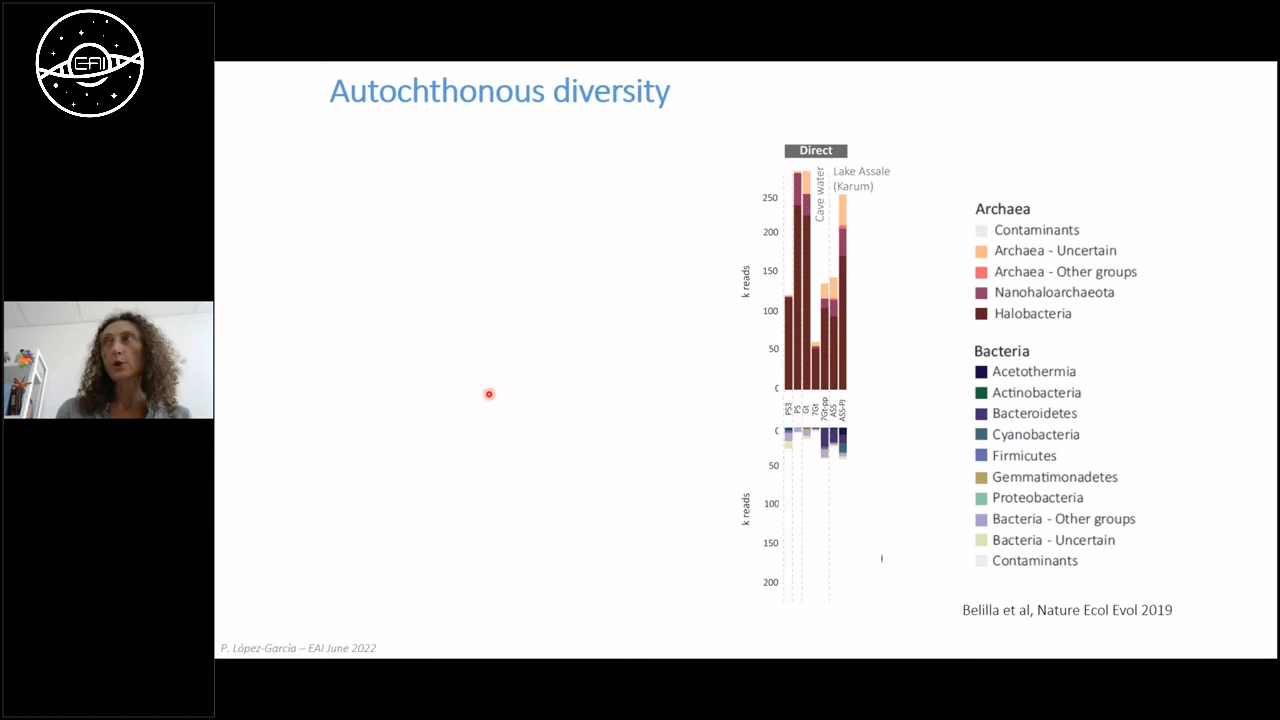 EAI
Autochthonous diversity
Direct
Cave water
Lake Assale
(Karum)
250
200
150
100
50
0
k reads
PS3
PS
Gt
7Gt
7Gt-pp
ASS
ASS-PJ
0
50
100
150
200
k reads
Archaea
Contaminants
Archaea - Uncertain
Archaea - Other groups
Nanohaloarchaeota
Halobacteria
Bacteria
Acetothermia
Actinobacteria
Bacteroidetes
Cyanobacteria
Firmicutes
Gemmatimonadetes
Proteobacteria
Bacteria - Other groups
Bacteria - Uncertain
Contaminants
Belilla et al, Nature Ecol Evol 2019
P. López-García – EAI June 2022